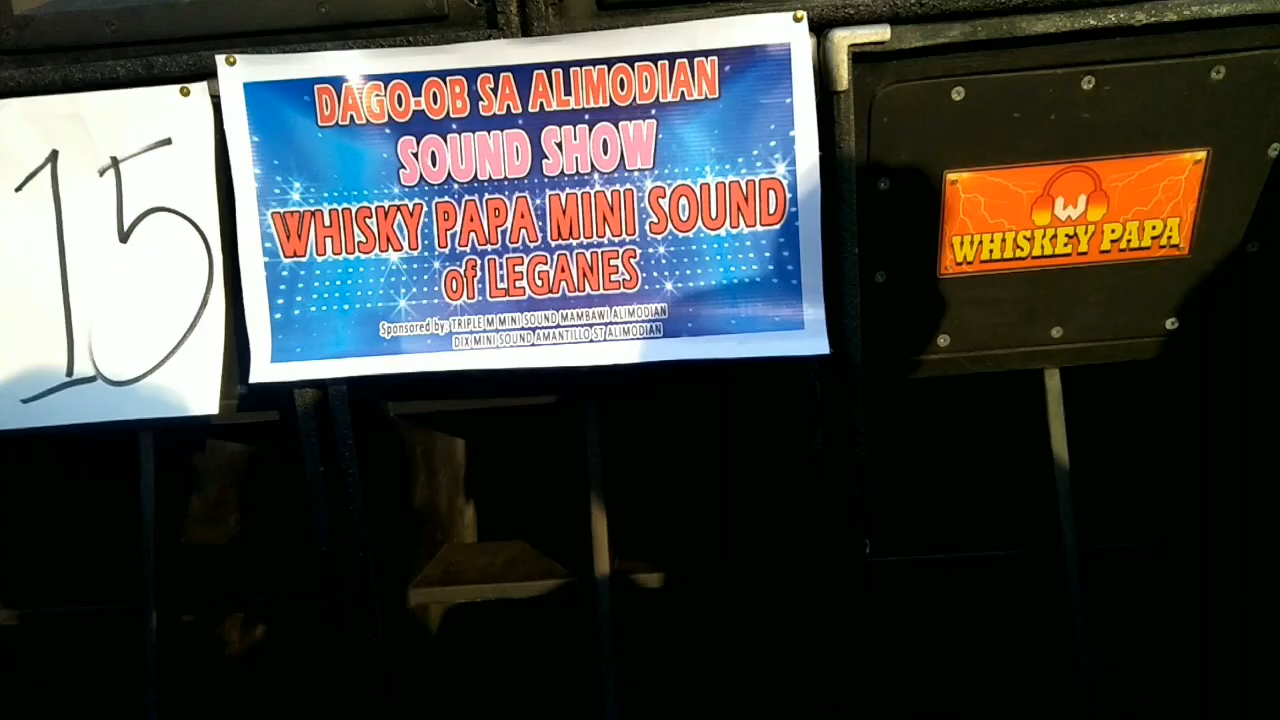 15
DAGO-OB SA ALIMODIAN
SOUND SHOW
WHISKY PAPA MINI SOUND
of LEGANES
Sponsored by: TRIPLE M MINI SOUND MAMBAWI ALIMODIAN
DIX MINI SOUND AMANTILLO ST ALIMODIAN
W
WHISKEY PAPA